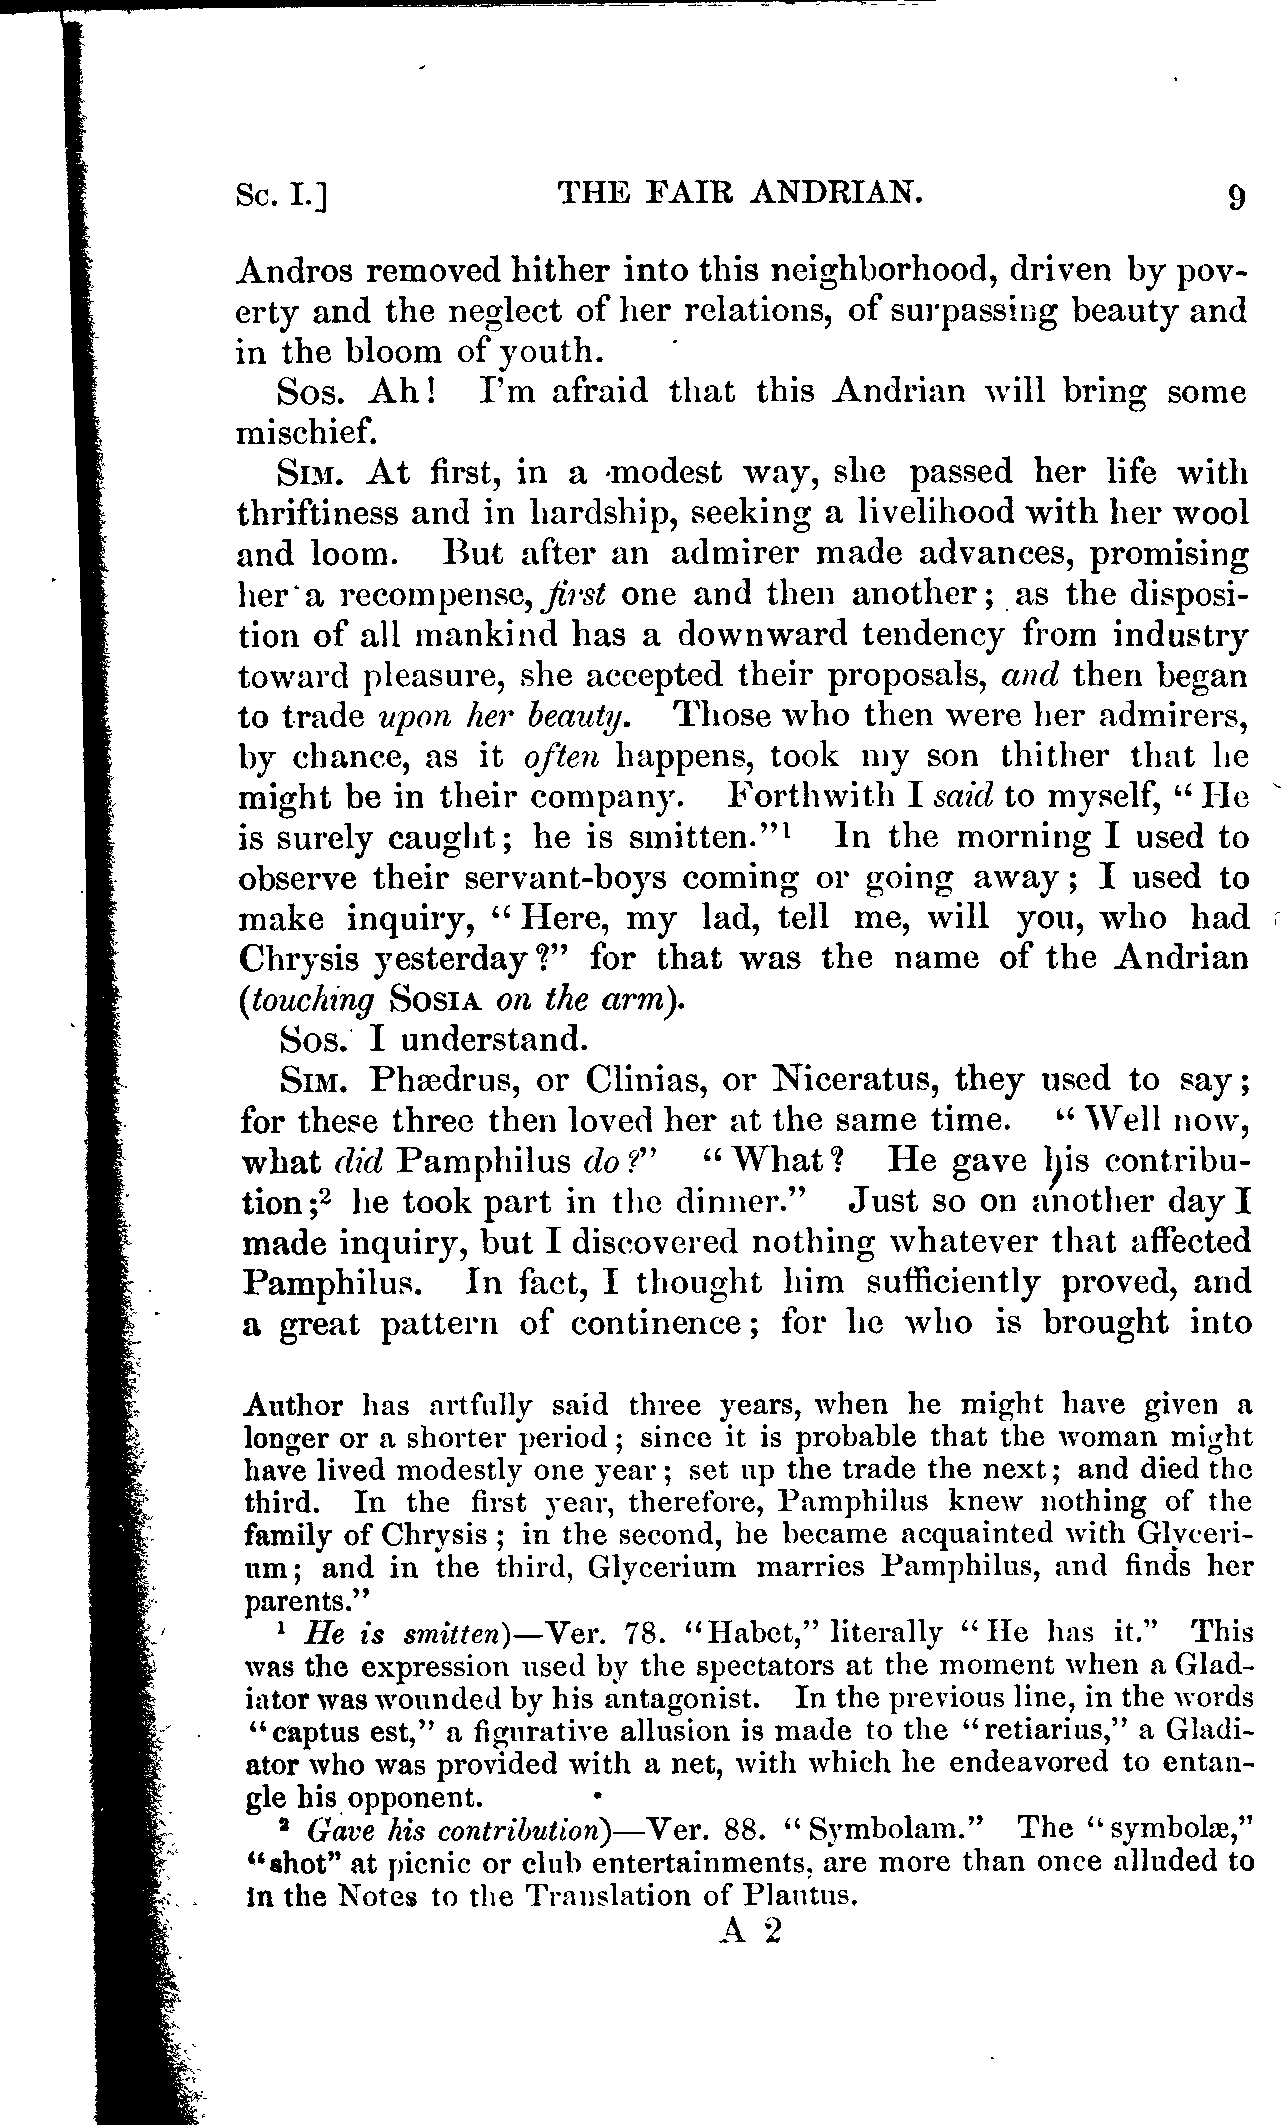 Sc. I.] THE FAIR ANDRIAN. 9
Andros removed hither into this neighborhood, driven by pov-
erty and the neglect of her relations, of surpassing beauty and
in the bloom of youth.
Sos. Ah! I'm afraid that this Andrian will bring some
mischief.
Sim. At first, in a modest way, she passed her life with
thriftiness and in hardship, seeking a livelihood with her wool
and loom. But after an admirer made advances, promising
her a recompense, first one and then another; as the disposi-
tion of all mankind has a downward tendency from industry
toward pleasure, she accepted their proposals, and then began
to trade upon her beauty. Those who then were her admirers,
by chance, as it often happens, took my son thither that he
might be in their company. Forthwith I said to myself, “He
is surely caught; he is smitten.”¹ In the morning I used to
observe their servant-boys coming or going away; I used to
make inquiry, “Here, my lad, tell me, will you, who had
Chrysis yesterday?” for that was the name of the Andrian
(touching Sosia on the arm).
Sos. I understand.
Sim. Phædrus, or Clinias, or Niceratus, they used to say;
for these three then loved her at the same time. “Well now,
what did Pamphilus do?” “What? He gave his contribu-
tion;² he took part in the dinner.” Just so on another day I
made inquiry, but I discovered nothing whatever that affected
Pamphilus. In fact, I thought him sufficiently proved, and
a great pattern of continence; for he who is brought into
Author has artfully said three years, when he might have given a
longer or a shorter period; since it is probable that the woman might
have lived modestly one year; set up the trade the next; and died the
third. In the first year, therefore, Pamphilus knew nothing of the
family of Chrysis; in the second, he became acquainted with Glyceri-
um; and in the third, Glycerium marries Pamphilus, and finds her
parents.”
¹ He is smitten)—Ver. 78. “Habet,” literally “He has it.” This
was the expression used by the spectators at the moment when a Glad-
iator was wounded by his antagonist. In the previous line, in the words
“captus est,” a figurative allusion is made to the “retiarius,” a Gladi-
ator who was provided with a net, with which he endeavored to entan-
gle his opponent.
² Gave his contribution)—Ver. 88. “Symbolam.” The “symbolæ,”
“shot” at picnic or club entertainments, are more than once alluded to
in the Notes to the Translation of Plautus.
A 2